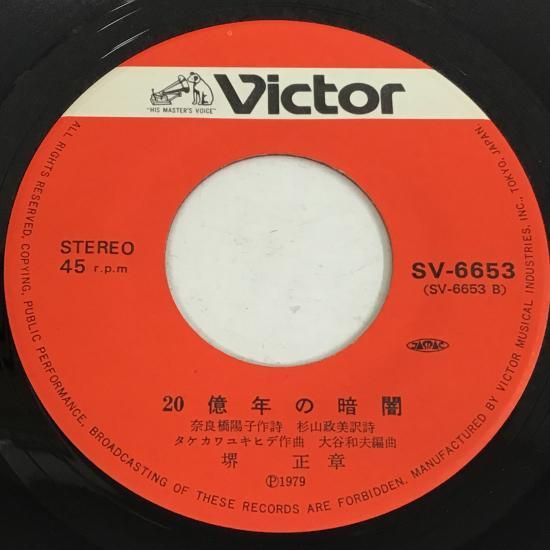 Victor
"HIS MASTER'S VOICE"
STEREO
45 r.p.m
SV-6653
(SV-6653 B)
JASRAC
20 億年の暗闇
奈良橋陽子作詩 杉山政美訳詩
タケカワユキヒデ作曲 大谷和夫編曲
堺 正章
Ⓟ1979
ALL RIGHTS RESERVED, COPYING, PUBLIC PERFORMANCE, BROADCASTING OF THESE RECORDS ARE FORBIDDEN. MANUFACTURED BY VICTOR MUSICAL INDUSTRIES, INC., TOKYO, JAPAN